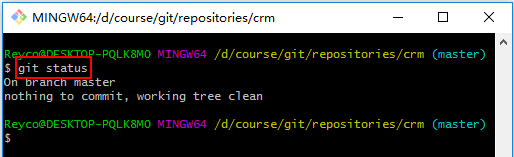 MINGW64:/d/course/git/repositories/crm
Reyco@DESKTOP-PQLK8MO MINGW64 /d/course/git/repositories/crm (master)
$ git status
On branch master
nothing to commit, working tree clean
Reyco@DESKTOP-PQLK8MO MINGW64 /d/course/git/repositories/crm (master)
$